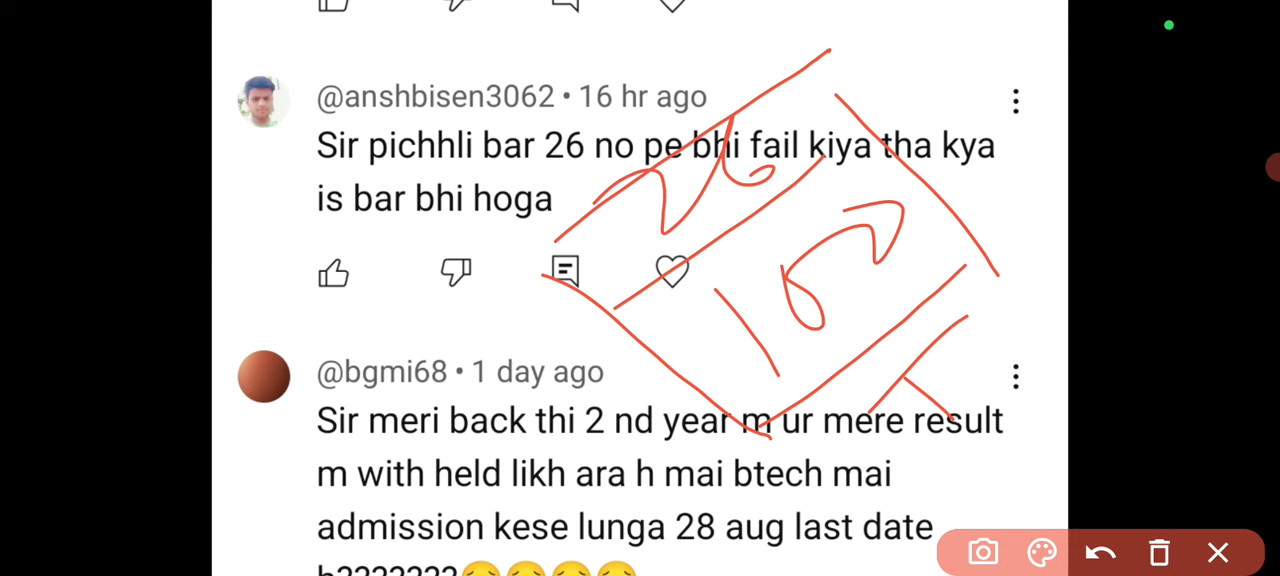 @anshbisen3062 • 16 hr ago
Sir pichhli bar 26 no pe bhi fail kiya tha kya
is bar bhi hoga
26
@bgmi68 • 1 day ago
Sir meri back thi 2 nd year m ur mere result
m with held likh ara h mai btech mai
admission kese lunga 28 aug last date